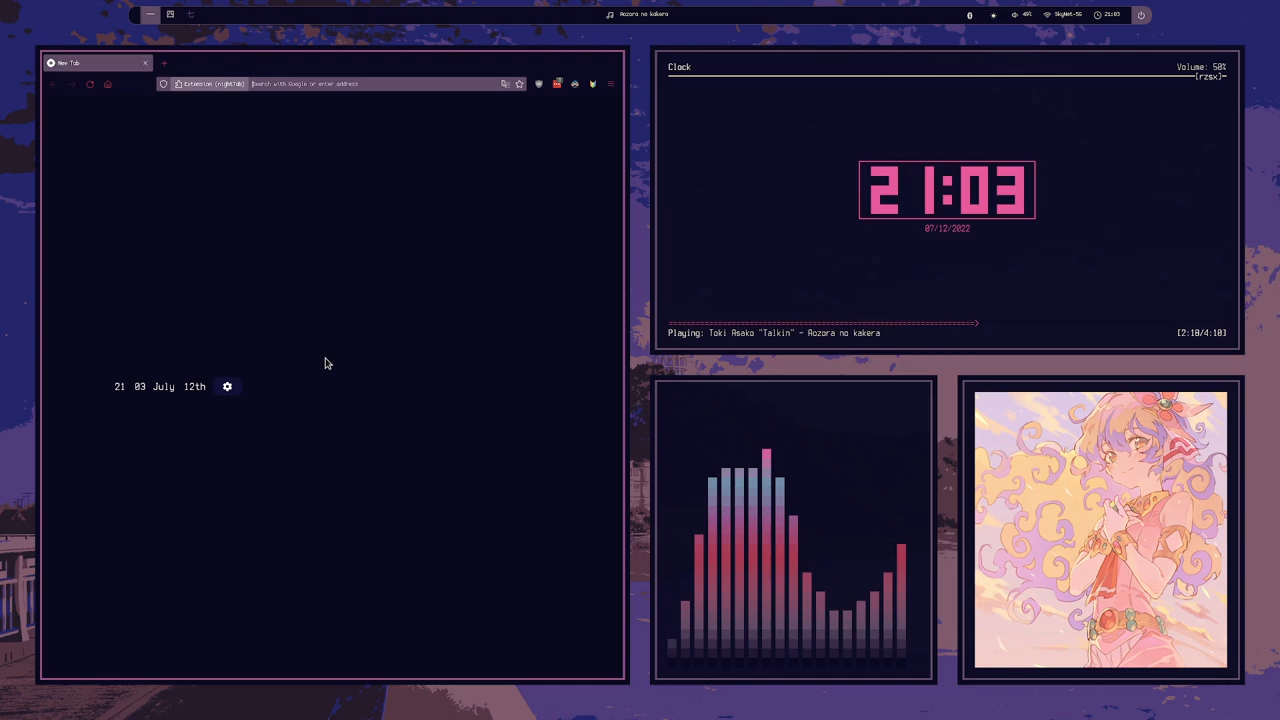 Aozora no kakera
49%
SkyNet-5G
21:03
New Tab
Extension (nightTab)
Search with Google or enter address
Clock
Volume: 50%
[rzsx]
21:03
07/12/2022
Playing: Toki Asako "Talkin" - Aozora no kakera
[2:18/4:10]
21 03 July 12th